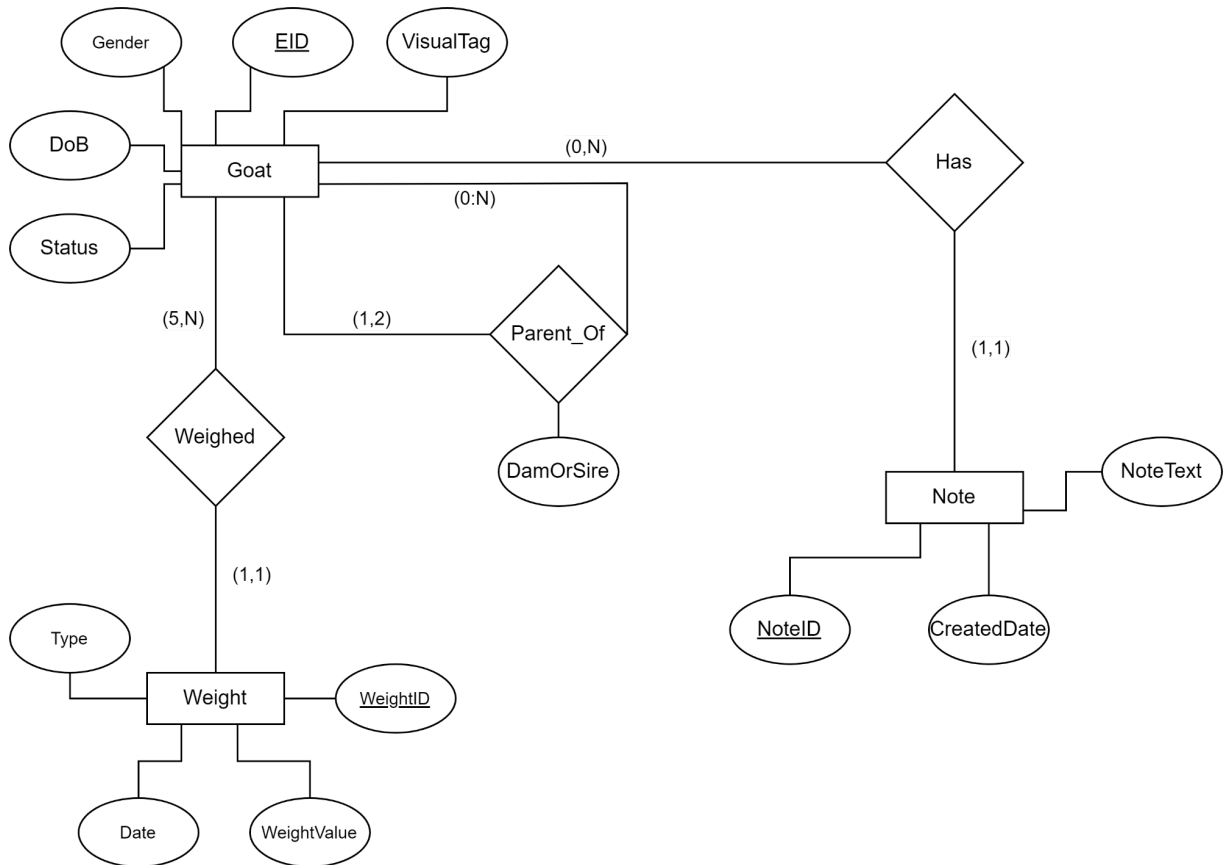 Gender
EID
VisualTag
DoB
Goat
(0,N)
Has
(0:N)
Status
(5,N)
(1,2)
Parent_Of
(1,1)
Weighed
DamOrSire
NoteText
Note
(1,1)
Type
NoteID
CreatedDate
Weight
WeightID
Date
WeightValue